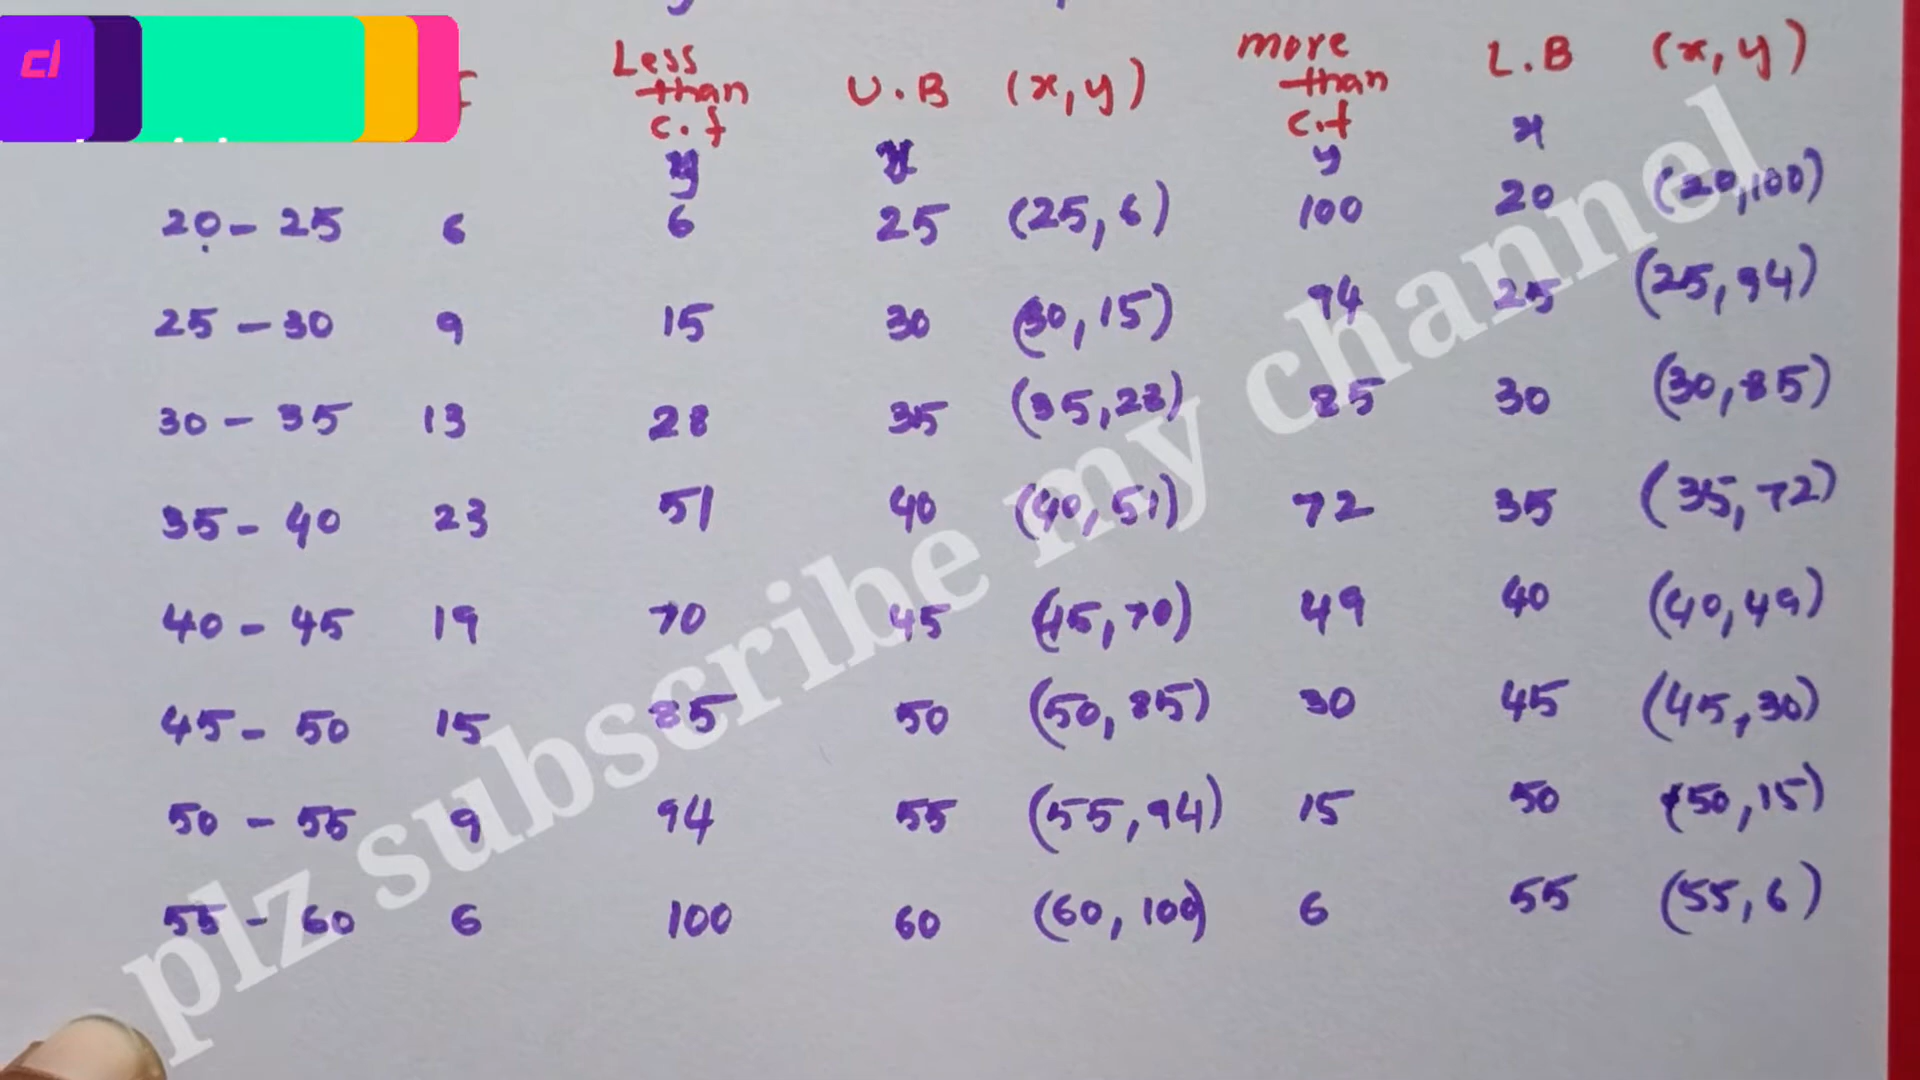 cl
Less than c.f U.B (x,y) more than c.f L.B (x,y)
y x y x
20 - 25 6 6 25 (25,6) 100 20 (20,100)
25 - 30 9 15 30 (30,15) 94 25 (25,94)
30 - 35 13 28 35 (35,28) 85 30 (30,85)
35 - 40 23 51 40 (40,51) 72 35 (35,72)
40 - 45 19 70 45 (45,70) 49 40 (40,49)
45 - 50 15 85 50 (50,85) 30 45 (45,30)
50 - 55 9 94 55 (55,94) 15 50 (50,15)
55 - 60 6 100 60 (60,100) 6 55 (55,6)
plz subscribe my channel